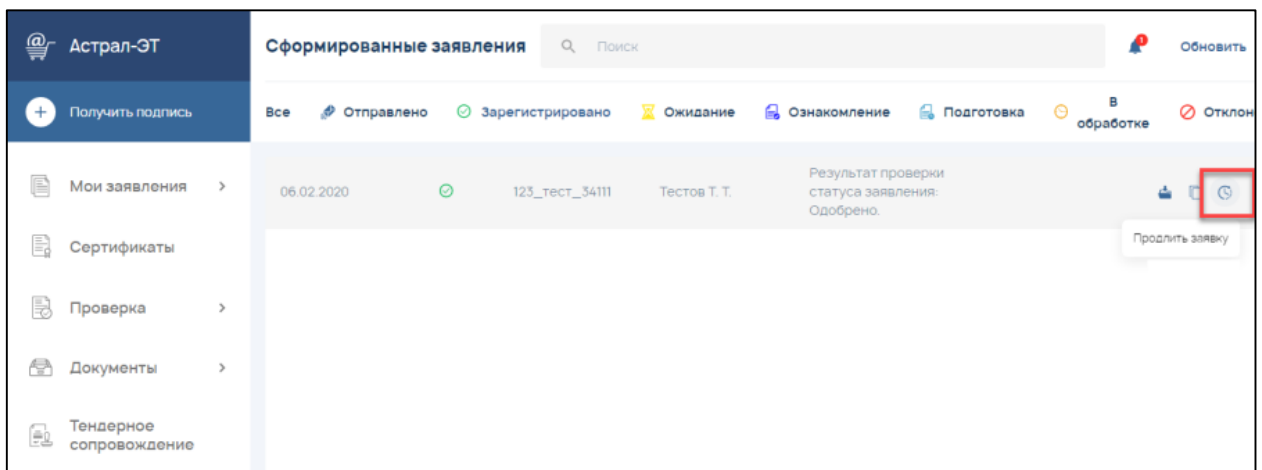 Астрал-ЭТ
Сформированные заявления
Поиск
1
Обновить
Получить подпись
Все
Отправлено
Зарегистрировано
Ожидание
Ознакомление
Подготовка
В
обработке
Отклон
Мои заявления
06.02.2020
123_тест_34111
Тестов Т. Т.
Результат проверки
статуса заявления:
Одобрено.
Продлить заявку
Сертификаты
Проверка
Документы
Тендерное
сопровождение